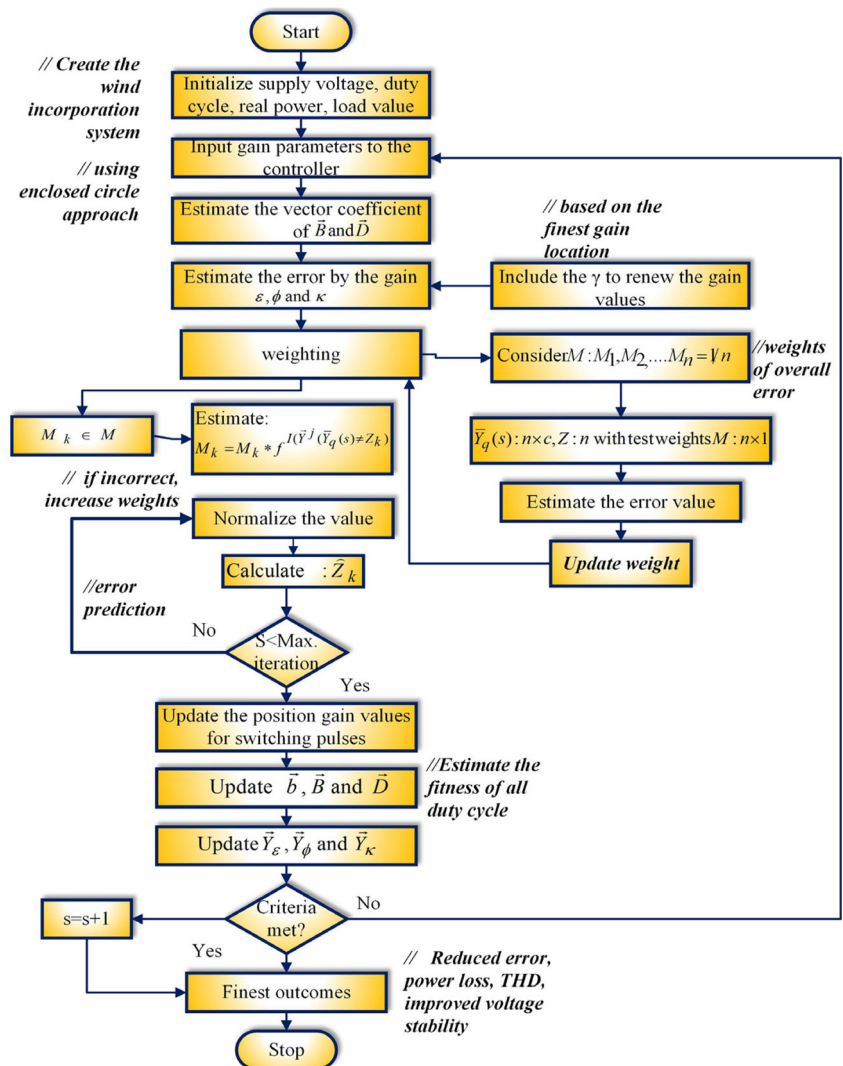 Start
// Create the
wind
incorporation
system
Initialize supply voltage, duty
cycle, real power, load value
// using
enclosed circle
approach
Input gain parameters to the
controller
Estimate the vector coefficient
of B⃗ and D⃗
// based on the
finest gain
location
Estimate the error by the gain
ε, ϕ and κ
Include the γ to renew the gain
values
weighting
Consider M : M₁,M₂,....Mₙ = 1/n
//weights
of overall
error
M ₖ ∈ M
Estimate:
Mₖ = Mₖ * f^I(Y⃗^j(Y̅_q(s)≠Zₖ)
Y̅_q(s) : n×c, Z : n with test weights M : n×1
// if incorrect,
increase weights
Estimate the error value
Normalize the value
Update weight
Calculate : Ẑ ₖ
//error
prediction
No
S<Max.
iteration
Yes
Update the position gain values
for switching pulses
Update b⃗ , B⃗ and D⃗
//Estimate the
fitness of all
duty cycle
Update Y⃗_ε, Y⃗_ϕ and Y⃗_κ
s=s+1
Criteria
met?
No
Yes
// Reduced error,
power loss, THD,
improved voltage
stability
Finest outcomes
Stop